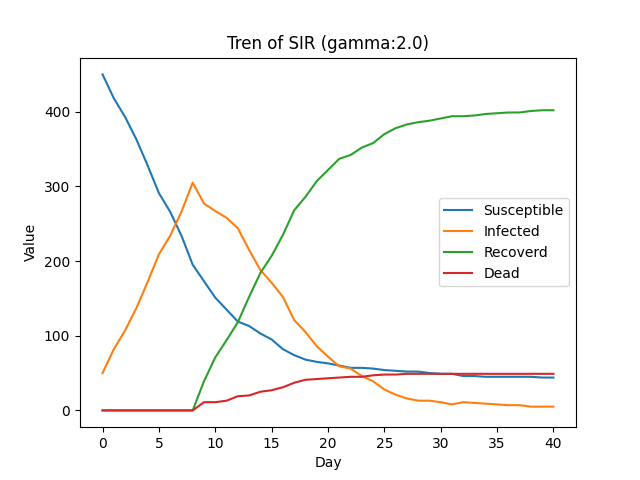 Tren of SIR (gamma:2.0)
Value
400
300
200
100
0
Susceptible
Infected
Recoverd
Dead
0 5 10 15 20 25 30 35 40
Day